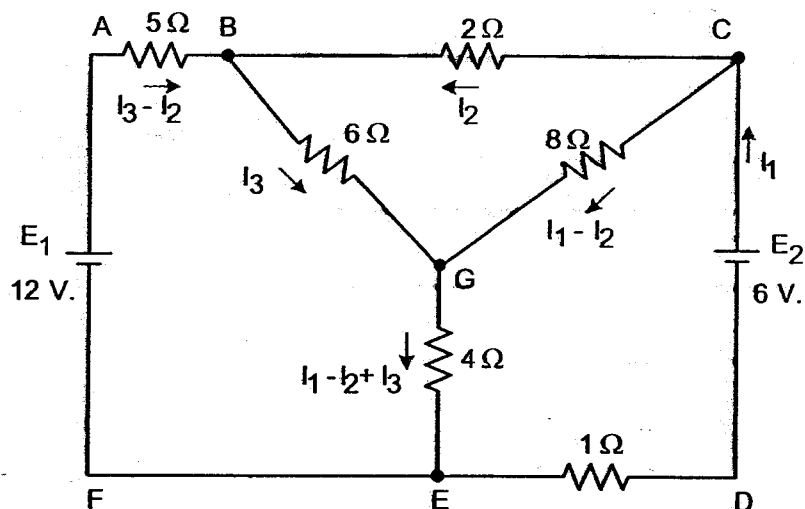 A 5Ω B 2Ω C
I3 - I2 I2
6Ω 8Ω
I3 I1 - I2 I1
E1 E2
12 V. G 6 V.
I1 - I2 + I3 4Ω
1Ω
F E D